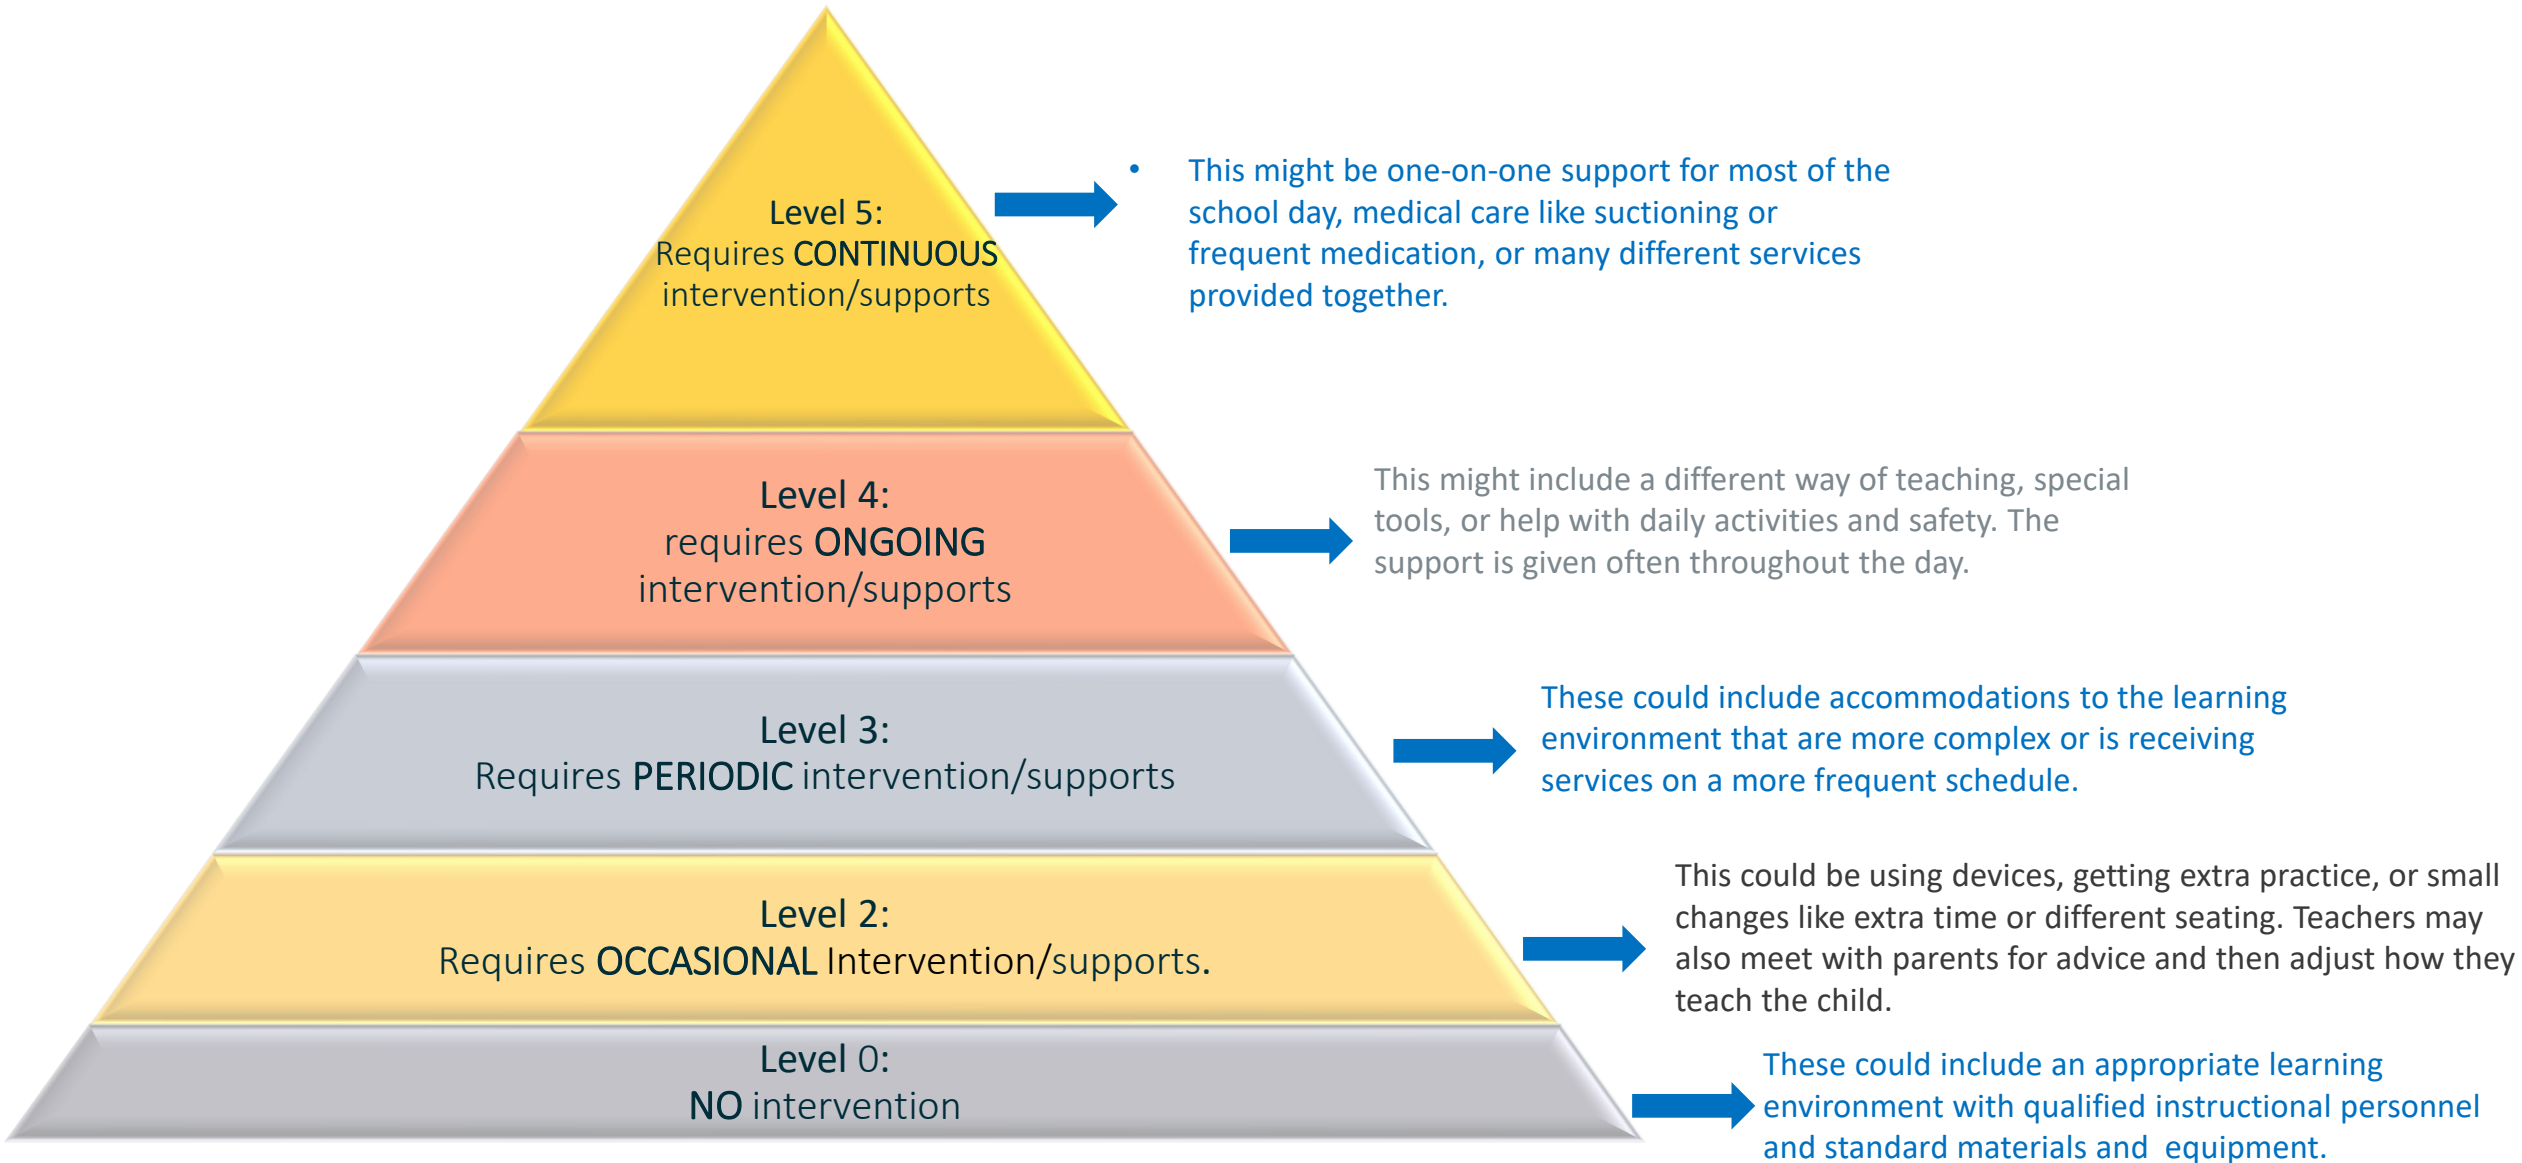 Level 5:
Requires CONTINUOUS
intervention/supports
• This might be one-on-one support for most of the
school day, medical care like suctioning or
frequent medication, or many different services
provided together.
Level 4:
requires ONGOING
intervention/supports
This might include a different way of teaching, special
tools, or help with daily activities and safety. The
support is given often throughout the day.
Level 3:
Requires PERIODIC intervention/supports
These could include accommodations to the learning
environment that are more complex or is receiving
services on a more frequent schedule.
Level 2:
Requires OCCASIONAL Intervention/supports.
This could be using devices, getting extra practice, or small
changes like extra time or different seating. Teachers may
also meet with parents for advice and then adjust how they
teach the child.
Level 0:
NO intervention
These could include an appropriate learning
environment with qualified instructional personnel
and standard materials and  equipment.